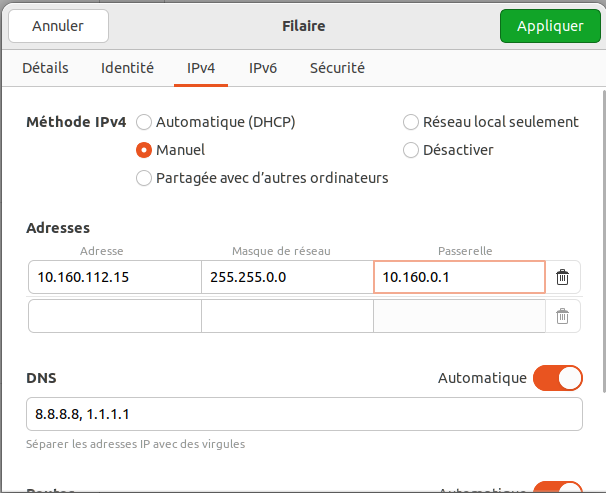 Annuler Filaire Appliquer
Détails Identité IPv4 IPv6 Sécurité
Méthode IPv4 Automatique (DHCP) Réseau local seulement
Manuel Désactiver
Partagée avec d’autres ordinateurs
Adresses
Adresse Masque de réseau Passerelle
10.160.112.15 255.255.0.0 10.160.0.1
DNS Automatique
8.8.8.8, 1.1.1.1
Séparer les adresses IP avec des virgules
Routes Automatique